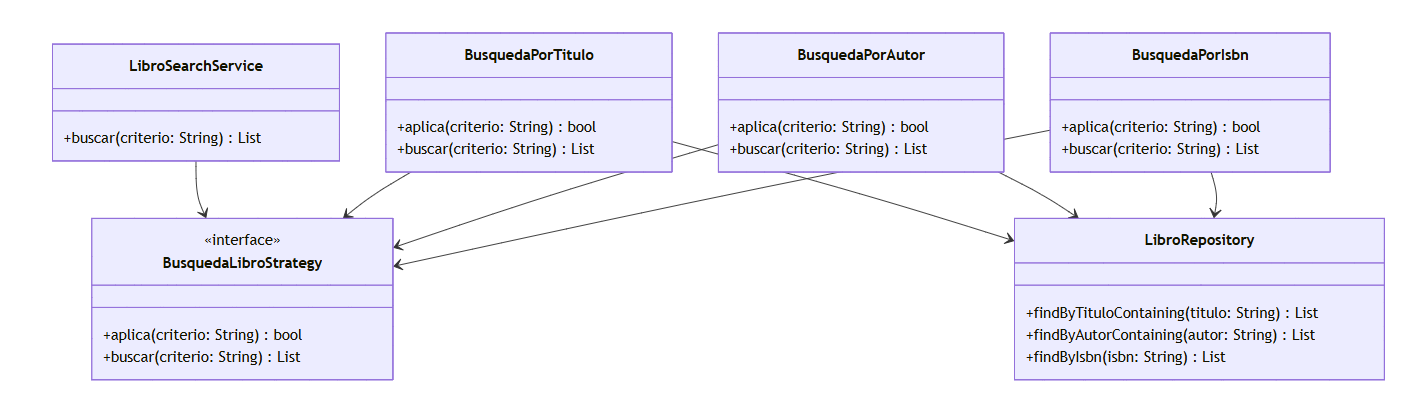 LibroSearchService
+buscar(criterio: String) : List
BusquedaPorTitulo
+aplica(criterio: String) : bool
+buscar(criterio: String) : List
BusquedaPorAutor
+aplica(criterio: String) : bool
+buscar(criterio: String) : List
BusquedaPorIsbn
+aplica(criterio: String) : bool
+buscar(criterio: String) : List
«interface»
BusquedaLibroStrategy
+aplica(criterio: String) : bool
+buscar(criterio: String) : List
LibroRepository
+findByTituloContaining(titulo: String) : List
+findByAutorContaining(autor: String) : List
+findByIsbn(isbn: String) : List